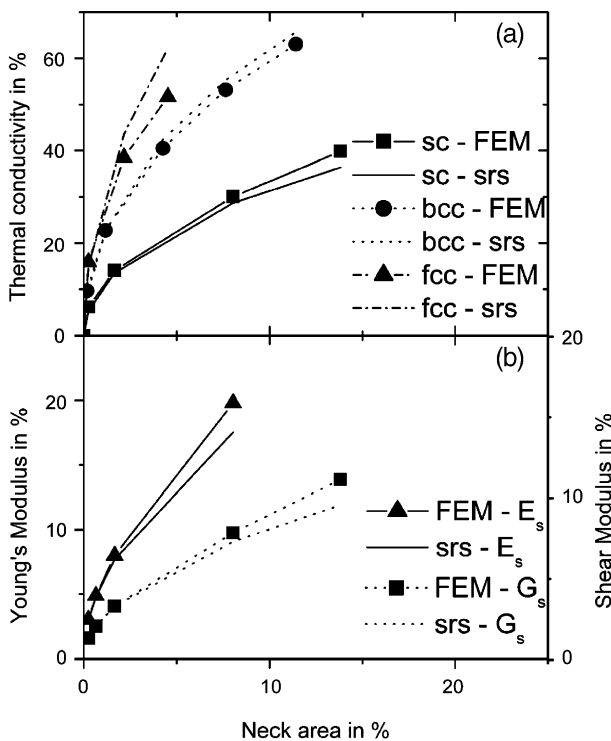 (a)
Thermal conductivity in %
60
40
20
0
sc - FEM
sc - srs
bcc - FEM
bcc - srs
fcc - FEM
fcc - srs
(b)
Young's Modulus in %
20
10
0
Shear Modulus in %
20
10
0
FEM - Eₛ
srs - Eₛ
FEM - Gₛ
srs - Gₛ
0
10
20
Neck area in %